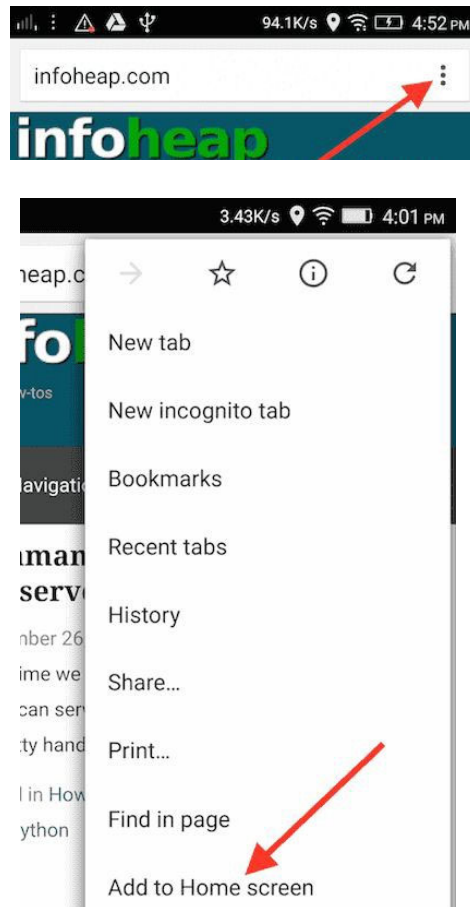 94.1K/s 4:52 PM
infoheap.com
infoheap
3.43K/s 4:01 PM
heap.c
fo
w-tos
New tab
New incognito tab
avigati
Bookmarks
Recent tabs
man
serv
History
mber 26
ime we
Share...
can ser
ty hand
Print...
l in How
Find in page
ython
Add to Home screen